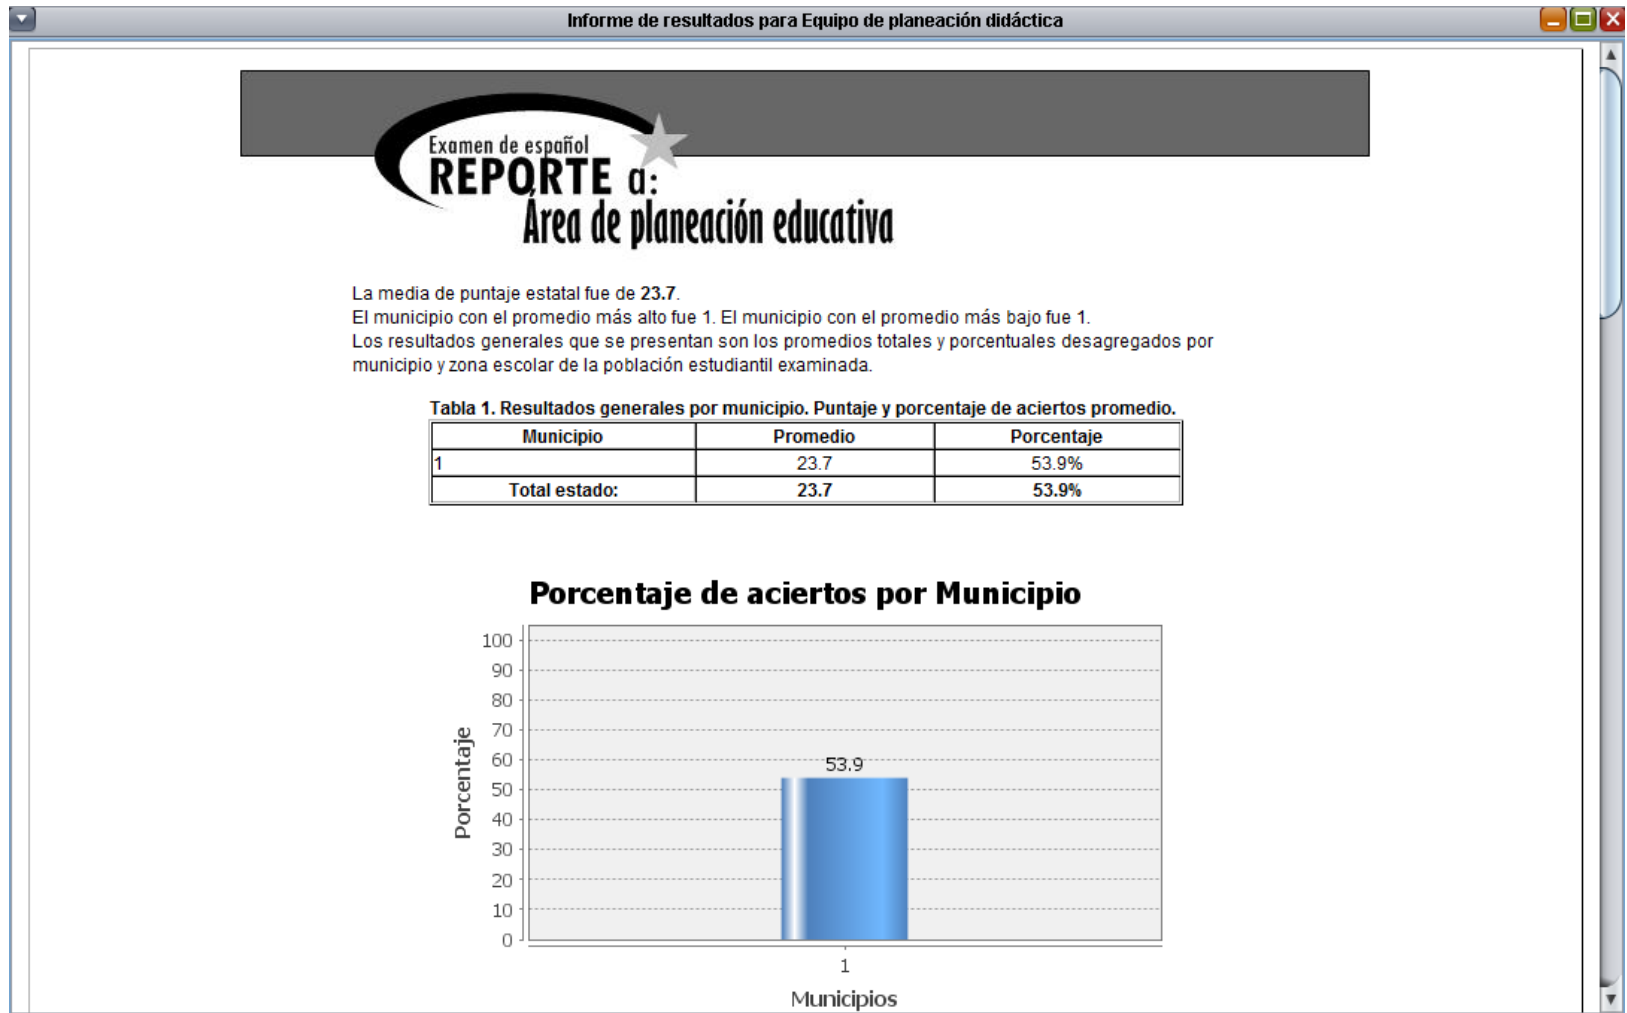 Informe de resultados para Equipo de planeación didáctica
Examen de español
REPORTE a:
Área de planeación educativa
La media de puntaje estatal fue de 23.7.
El municipio con el promedio más alto fue 1. El municipio con el promedio más bajo fue 1.
Los resultados generales que se presentan son los promedios totales y porcentuales desagregados por
municipio y zona escolar de la población estudiantil examinada.
Tabla 1. Resultados generales por municipio. Puntaje y porcentaje de aciertos promedio.
Municipio Promedio Porcentaje
1 23.7 53.9%
Total estado: 23.7 53.9%
Porcentaje de aciertos por Municipio
100
90
80
70
60
50
40
30
20
10
0
Porcentaje
53.9
1
Municipios